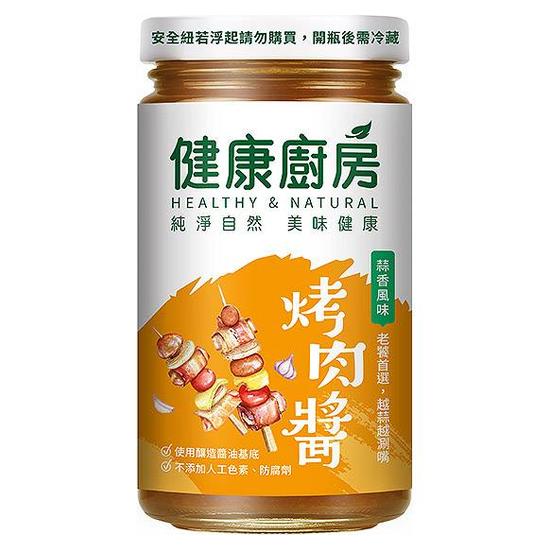 安全鈕若浮起請勿購買，開瓶後需冷藏
健康廚房
HEALTHY & NATURAL
純淨自然 美味健康
蒜香風味
烤肉醬
老饕首選，越蒜越涮嘴
使用釀造醬油基底
不添加人工色素、防腐劑